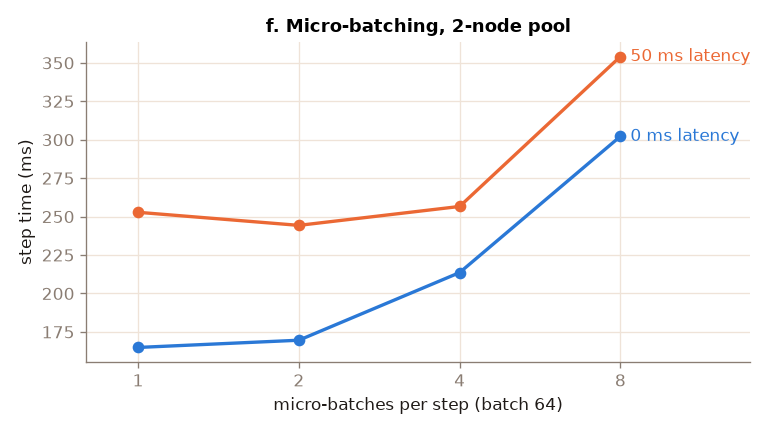 f. Micro-batching, 2-node pool
step time (ms)
350
325
300
275
250
225
200
175
50 ms latency
0 ms latency
1 2 4 8
micro-batches per step (batch 64)